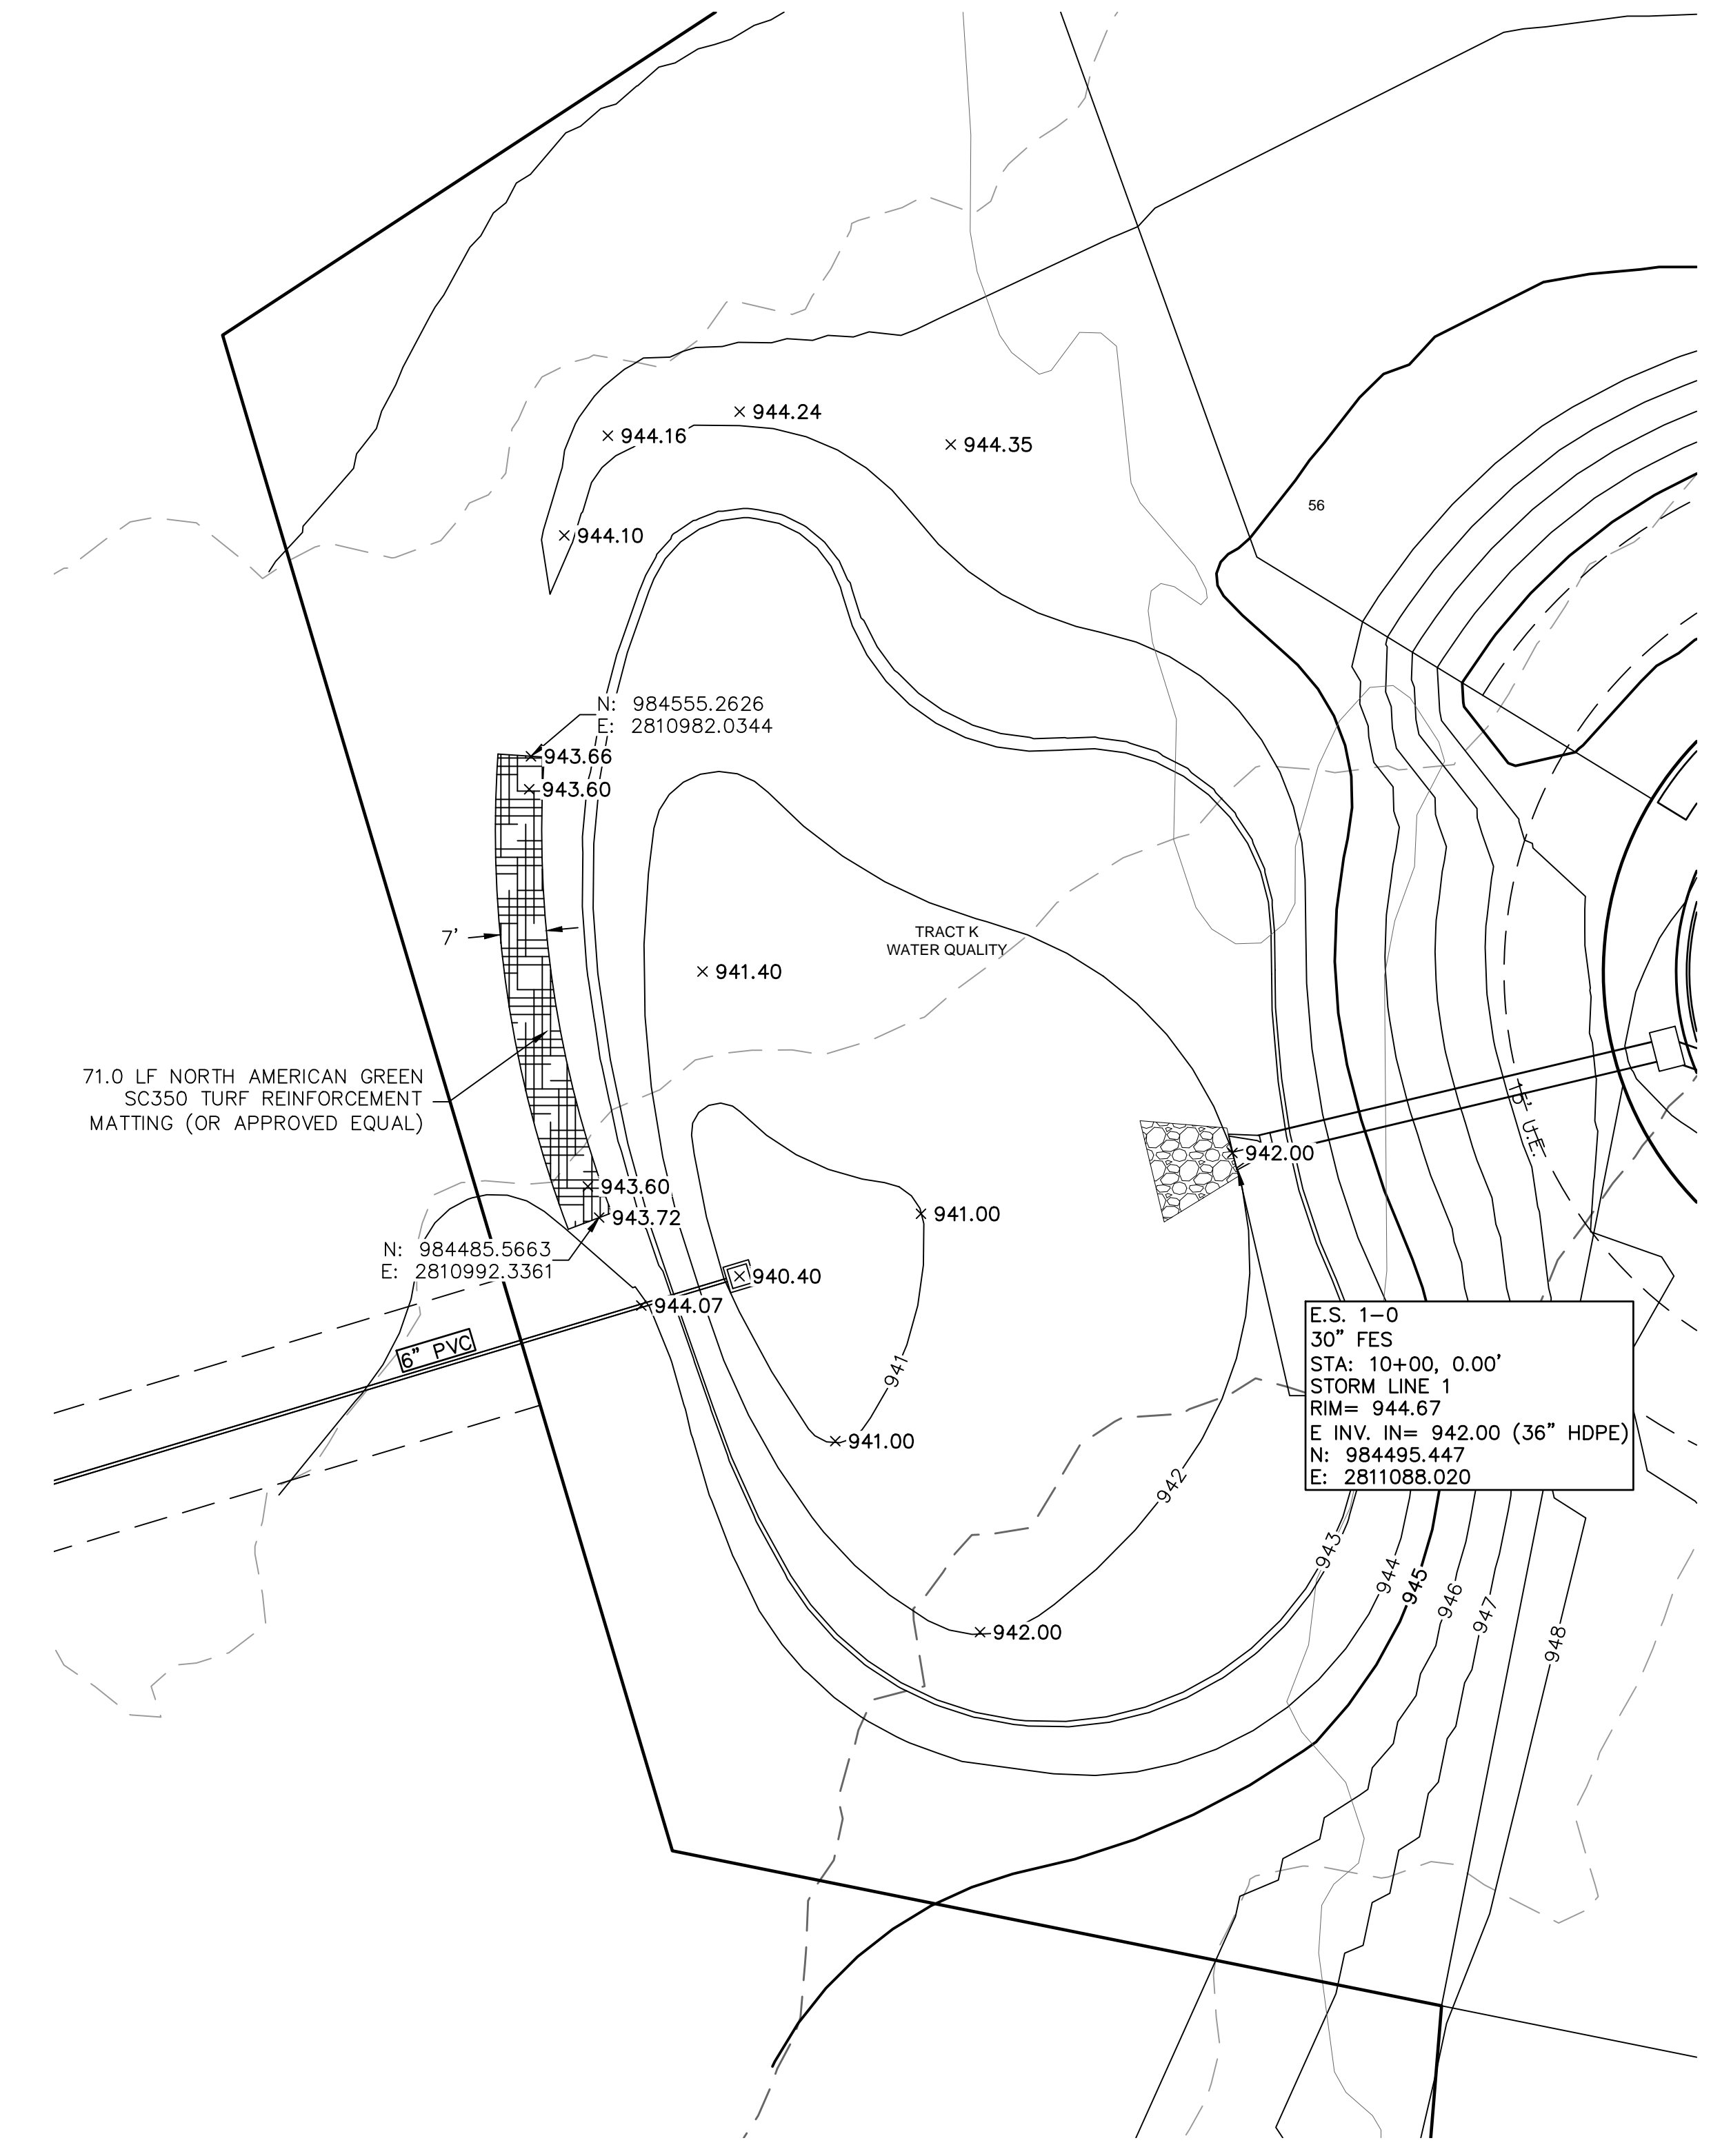 944.24
944.16
944.35
56
944.10
N: 984555.2626
E: 2810982.0344
943.66
943.60
7'
TRACT K
WATER QUALITY
941.40
71.0 LF NORTH AMERICAN GREEN
SC350 TURF REINFORCEMENT
MATTING (OR APPROVED EQUAL)
15' U.E.
942.00
943.60
943.72
941.00
N: 984485.5663
E: 2810992.3361
940.40
944.07
6" PVC
E.S. 1-0
30" FES
STA: 10+00, 0.00'
STORM LINE 1
RIM= 944.67
E INV. IN= 942.00 (36" HDPE)
N: 984495.447
E: 2811088.020
941
941.00
942
943
944
945
946
947
948
942.00